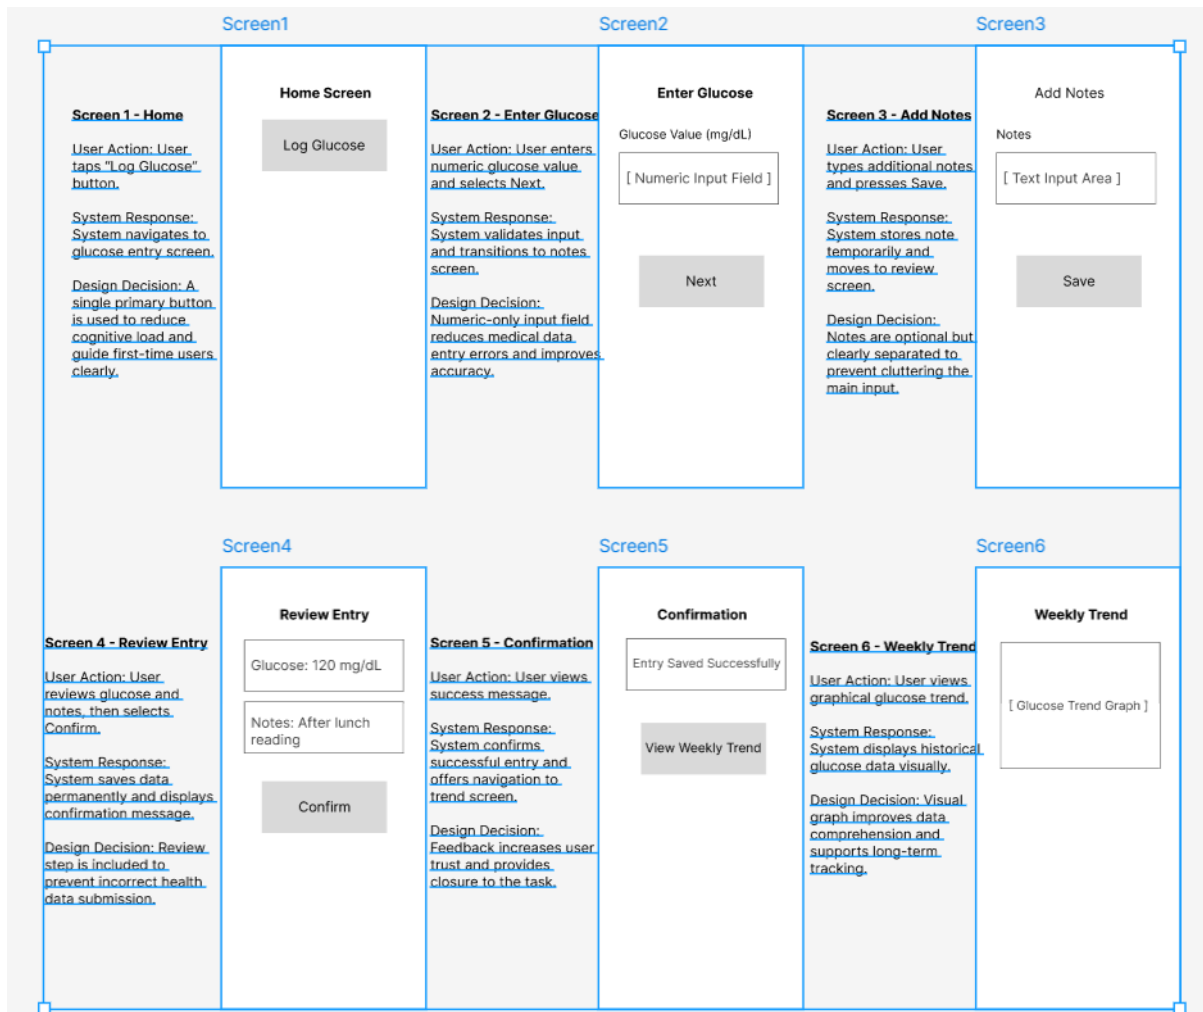 Screen1
Screen 1 - Home
User Action: User
taps "Log Glucose"
button.
System Response:
System navigates to
glucose entry screen.
Design Decision: A
single primary button
is used to reduce
cognitive load and
guide first-time users
clearly.
Home Screen
Log Glucose
Screen2
Screen 2 - Enter Glucose
User Action: User enters
numeric glucose value
and selects Next.
System Response:
System validates input
and transitions to notes
screen.
Design Decision:
Numeric-only input field
reduces medical data
entry errors and improves
accuracy.
Enter Glucose
Glucose Value (mg/dL)
[ Numeric Input Field ]
Next
Screen3
Screen 3 - Add Notes
User Action: User
types additional notes
and presses Save.
System Response:
System stores note
temporarily and
moves to review
screen.
Design Decision:
Notes are optional but
clearly separated to
prevent cluttering the
main input.
Add Notes
Notes
[ Text Input Area ]
Save
Screen4
Screen 4 - Review Entry
User Action: User
reviews glucose and
notes, then selects
Confirm.
System Response:
System saves data
permanently and displays
confirmation message.
Design Decision: Review
step is included to
prevent incorrect health
data submission.
Review Entry
Glucose: 120 mg/dL
Notes: After lunch
reading
Confirm
Screen5
Screen 5 - Confirmation
User Action: User views
success message.
System Response:
System confirms
successful entry and
offers navigation to
trend screen.
Design Decision:
Feedback increases user
trust and provides
closure to the task.
Confirmation
Entry Saved Successfully
View Weekly Trend
Screen6
Screen 6 - Weekly Trend
User Action: User views
graphical glucose trend.
System Response:
System displays historical
glucose data visually.
Design Decision: Visual
graph improves data
comprehension and
supports long-term
tracking.
Weekly Trend
[ Glucose Trend Graph ]